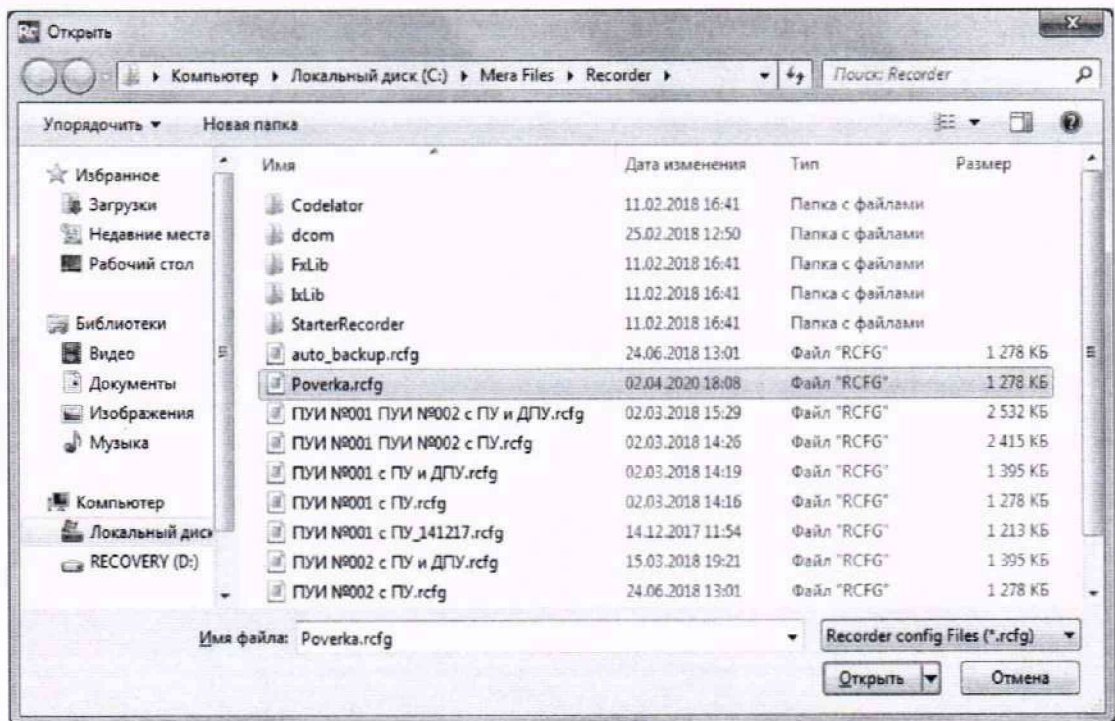 Открыть
Компьютер ▸ Локальный диск (C:) ▸ Mera Files ▸ Recorder ▸
Поиск: Recorder
Упорядочить ▼ Новая папка
Имя Дата изменения Тип Размер
Избранное
Загрузки
Недавние места
Рабочий стол
Библиотеки
Видео
Документы
Изображения
Музыка
Компьютер
Локальный диск
RECOVERY (D:)
Codelator 11.02.2018 16:41 Папка с файлами
dcom 25.02.2018 12:50 Папка с файлами
FxLib 11.02.2018 16:41 Папка с файлами
IxLib 11.02.2018 16:41 Папка с файлами
StarterRecorder 11.02.2018 16:41 Папка с файлами
auto_backup.rcfg 24.06.2018 13:01 Файл "RCFG" 1 278 КБ
Poverka.rcfg 02.04.2020 18:08 Файл "RCFG" 1 278 КБ
ПУИ №001 ПУИ №002 с ПУ и ДПУ.rcfg 02.03.2018 15:29 Файл "RCFG" 2 532 КБ
ПУИ №001 ПУИ №002 с ПУ.rcfg 02.03.2018 14:26 Файл "RCFG" 2 415 КБ
ПУИ №001 с ПУ и ДПУ.rcfg 02.03.2018 14:19 Файл "RCFG" 1 395 КБ
ПУИ №001 с ПУ.rcfg 02.03.2018 14:16 Файл "RCFG" 1 278 КБ
ПУИ №001 с ПУ_141217.rcfg 14.12.2017 11:54 Файл "RCFG" 1 213 КБ
ПУИ №002 с ПУ и ДПУ.rcfg 15.03.2018 19:21 Файл "RCFG" 1 395 КБ
ПУИ №002 с ПУ.rcfg 24.06.2018 13:01 Файл "RCFG" 1 278 КБ
Имя файла: Poverka.rcfg
Recorder config Files (*.rcfg)
Открыть
Отмена